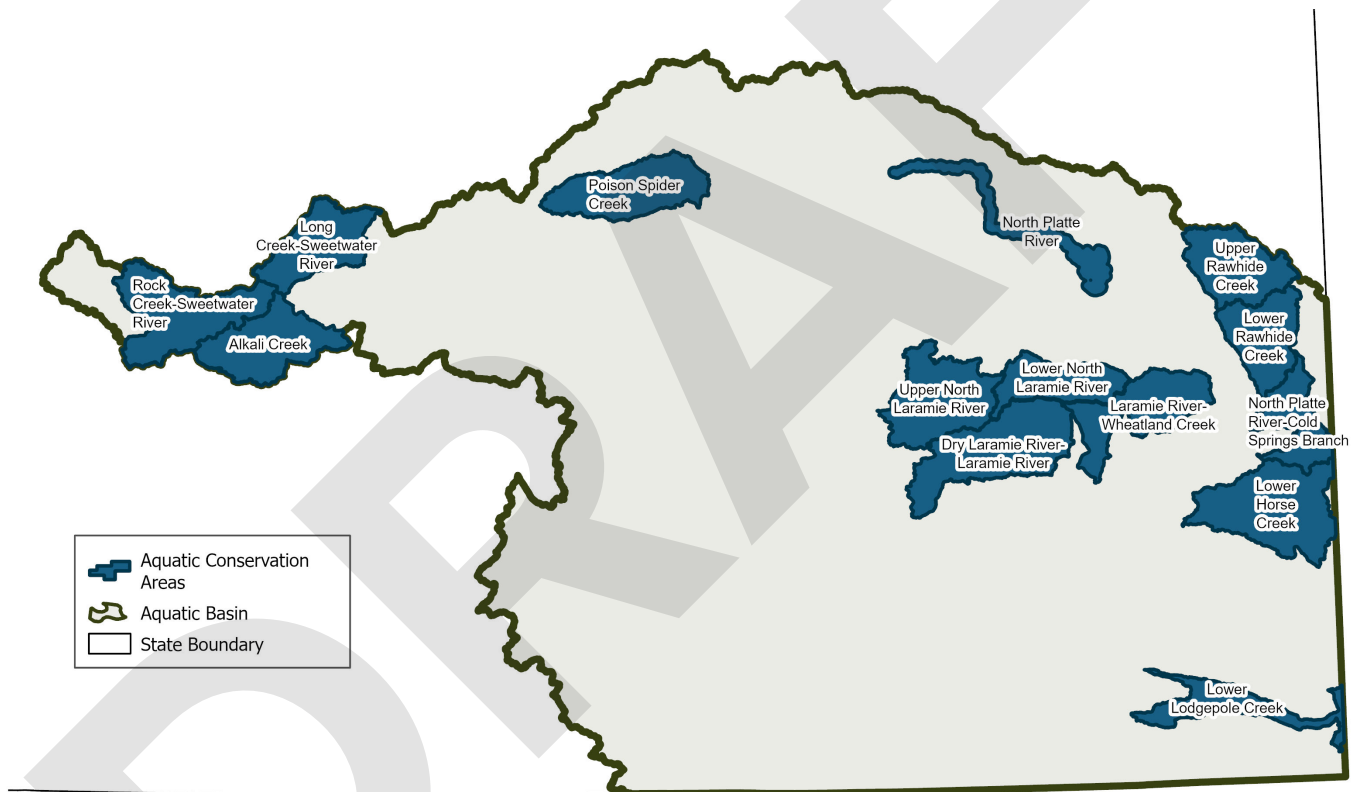 Poison Spider
Creek
North Platte
River
Long
Creek-Sweetwater
River
Upper
Rawhide
Creek
Rock
Creek-Sweetwater
River
Alkali Creek
Lower
Rawhide
Creek
Upper North
Laramie River
Lower North
Laramie River
Laramie River-
Wheatland Creek
North Platte
River-Cold
Springs Branch
Dry Laramie River-
Laramie River
Lower
Horse
Creek
Aquatic Conservation
Areas
Aquatic Basin
State Boundary
Lower
Lodgepole Creek
DRAF